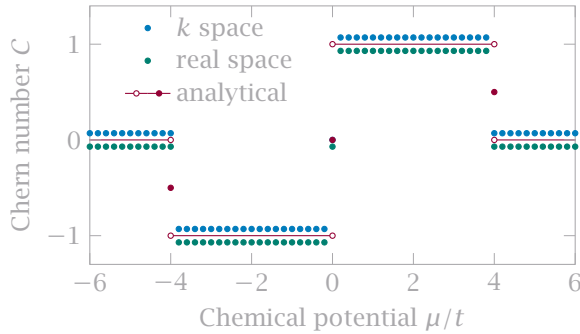 k space
real space
analytical
Chern number C
1
0
−1
−6
−4
−2
0
2
4
6
Chemical potential μ/t